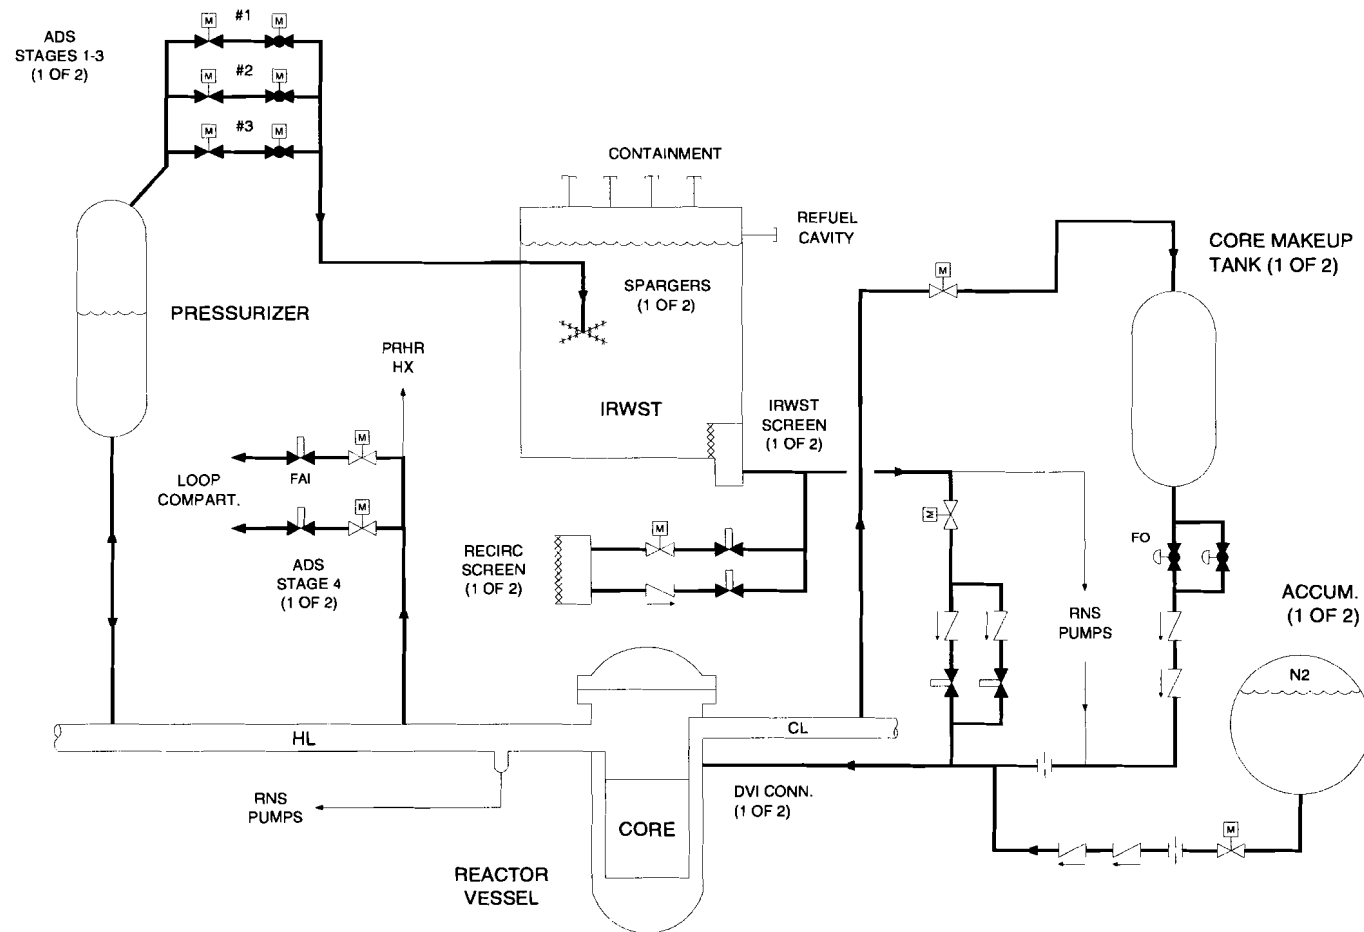 ADS
STAGES 1-3
(1 OF 2)
M
#1
M
M
#2
M
M
#3
M
CONTAINMENT
REFUEL
CAVITY
CORE MAKEUP
TANK (1 OF 2)
M
SPARGERS
(1 OF 2)
PRESSURIZER
PRHR
HX
IRWST
IRWST
SCREEN
(1 OF 2)
M
FAI
LOOP
COMPART.
M
M
M
RECIRC
SCREEN
(1 OF 2)
FO
ADS
STAGE 4
(1 OF 2)
RNS
PUMPS
ACCUM.
(1 OF 2)
N2
HL
CL
DVI CONN.
(1 OF 2)
RNS
PUMPS
CORE
M
REACTOR
VESSEL